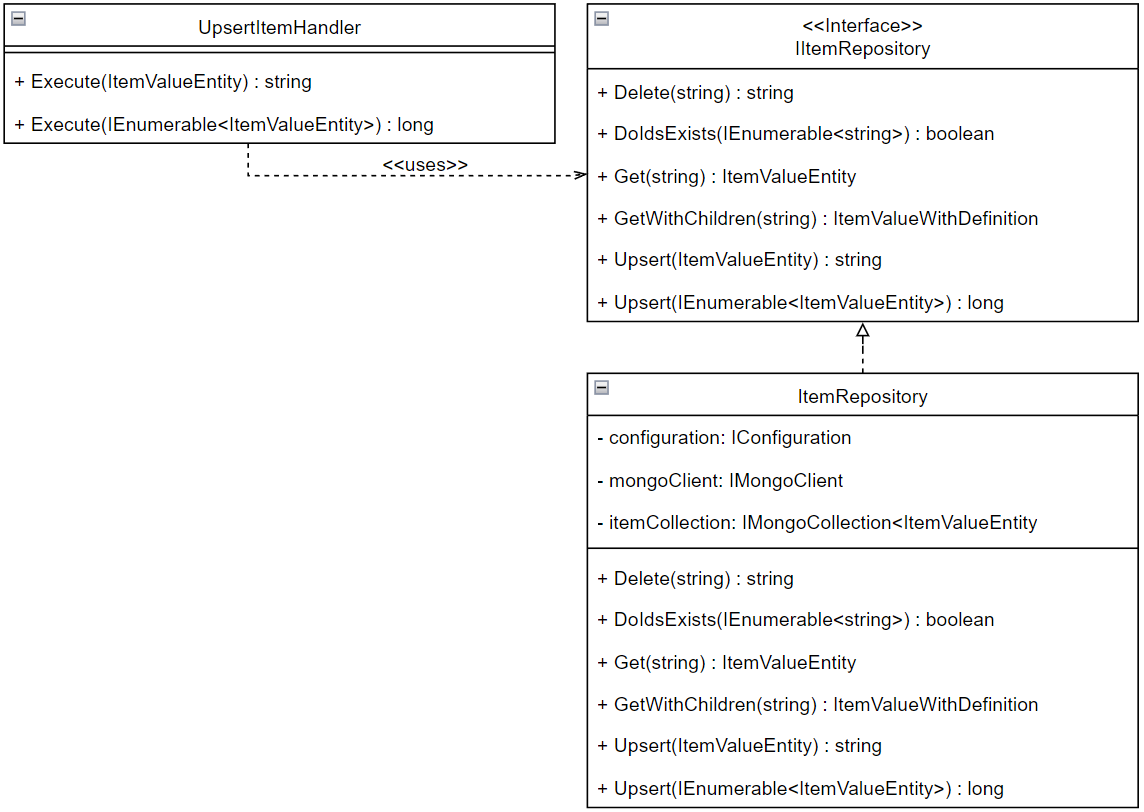 UpsertItemHandler
+ Execute(ItemValueEntity) : string
+ Execute(IEnumerable<ItemValueEntity>) : long
<<uses>>
<<Interface>>
IItemRepository
+ Delete(string) : string
+ DoIdsExists(IEnumerable<string>) : boolean
+ Get(string) : ItemValueEntity
+ GetWithChildren(string) : ItemValueWithDefinition
+ Upsert(ItemValueEntity) : string
+ Upsert(IEnumerable<ItemValueEntity>) : long
ItemRepository
- configuration: IConfiguration
- mongoClient: IMongoClient
- itemCollection: IMongoCollection<ItemValueEntity
+ Delete(string) : string
+ DoIdsExists(IEnumerable<string>) : boolean
+ Get(string) : ItemValueEntity
+ GetWithChildren(string) : ItemValueWithDefinition
+ Upsert(ItemValueEntity) : string
+ Upsert(IEnumerable<ItemValueEntity>) : long